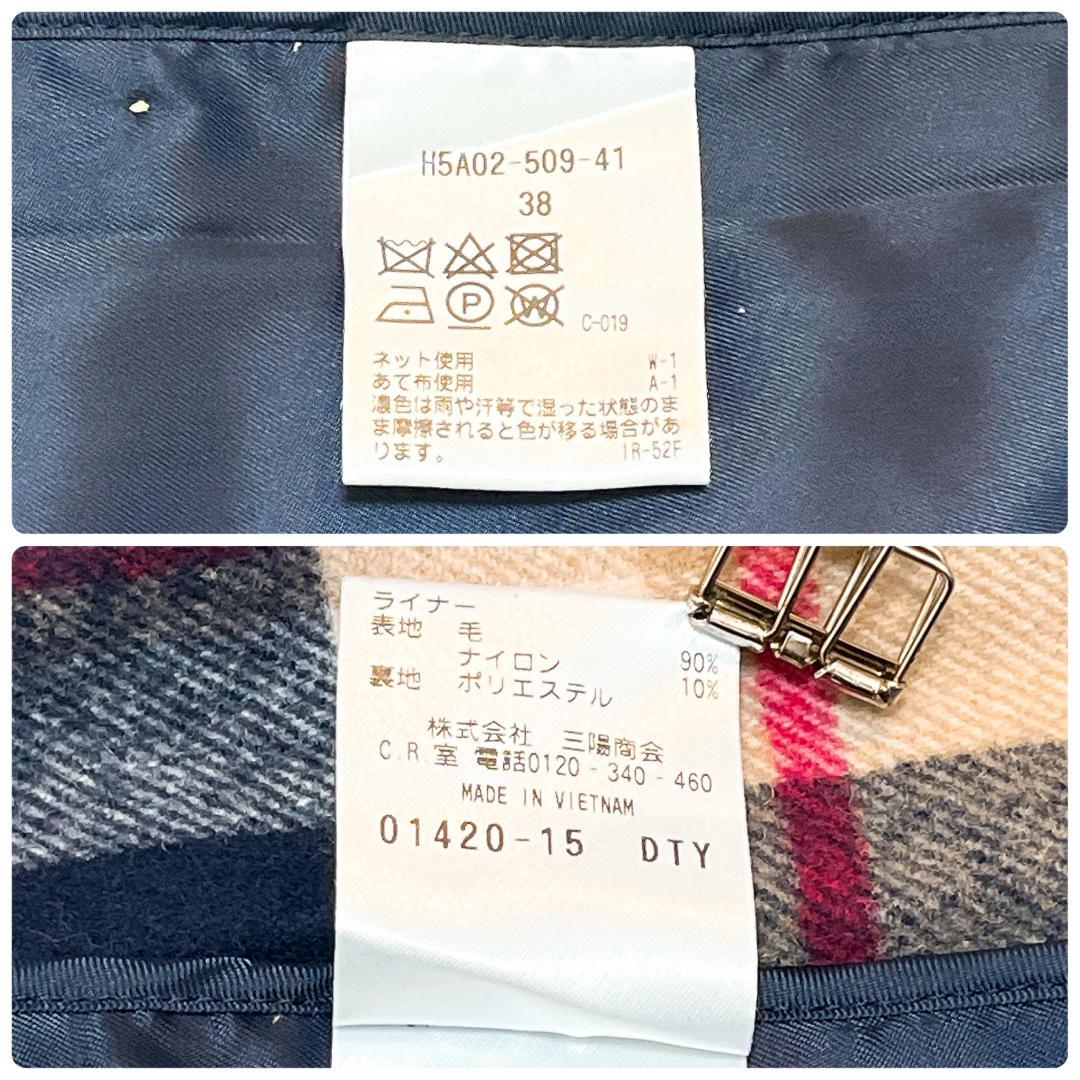 H5A02-509-41
38
P
W
C-019
ネット使用 W-1
あて布使用 A-1
濃色は雨や汗等で湿った状態のま
ま摩擦されると色が移る場合があ
ります。 IR-52F
ライナー
表地 毛 90%
ナイロン 10%
裏地 ポリエステル
株式会社 三陽商会
C.R.室 電話0120-340-460
MADE IN VIETNAM
01420-15 DTY